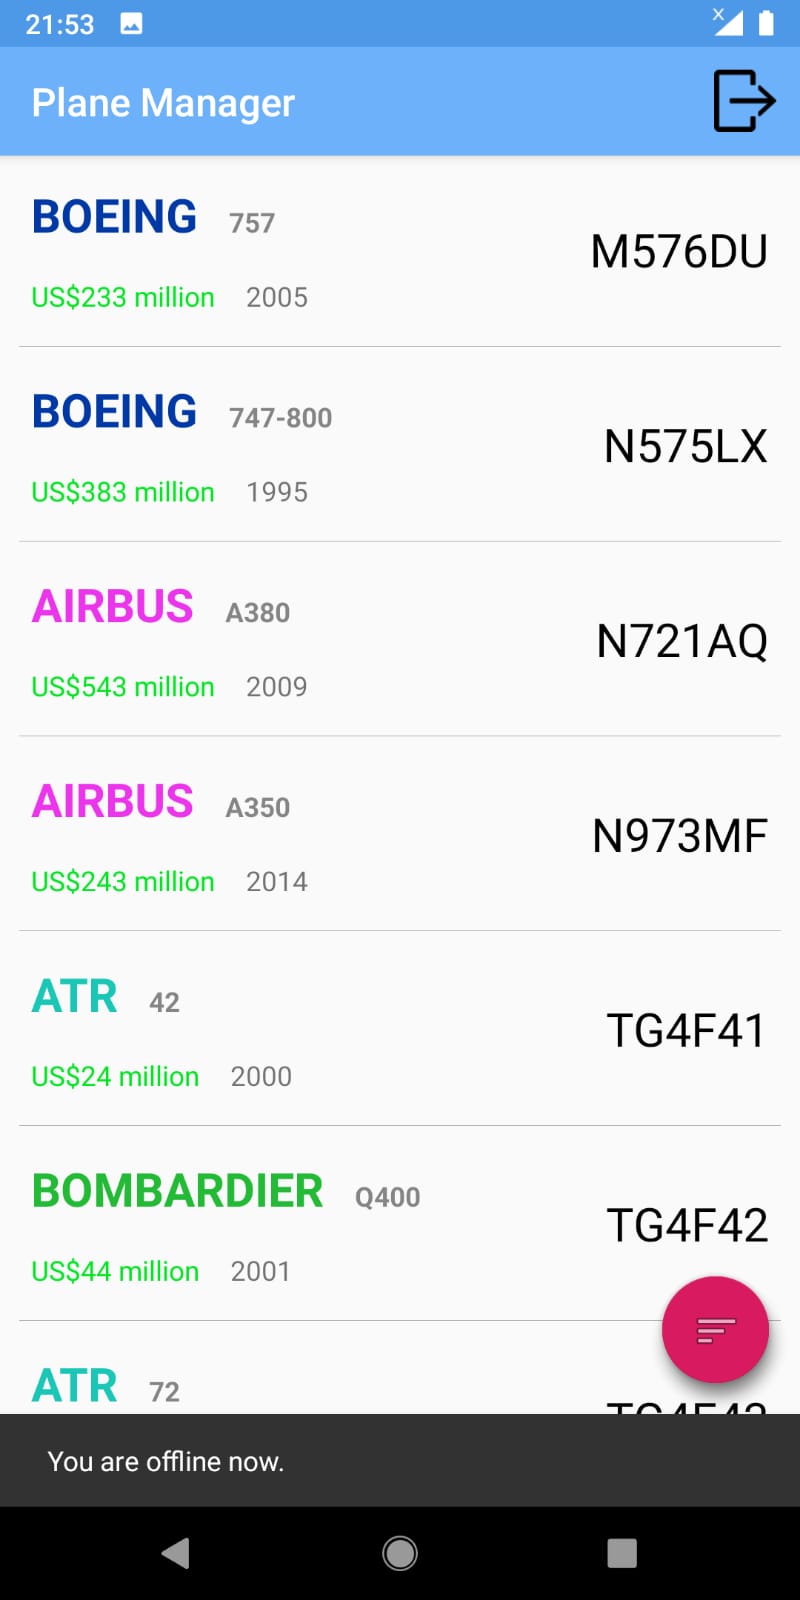 21:53
Plane Manager
BOEING 757
M576DU
US$233 million 2005
BOEING 747-800
N575LX
US$383 million 1995
AIRBUS A380
N721AQ
US$543 million 2009
AIRBUS A350
N973MF
US$243 million 2014
ATR 42
TG4F41
US$24 million 2000
BOMBARDIER Q400
TG4F42
US$44 million 2001
ATR 72
You are offline now.